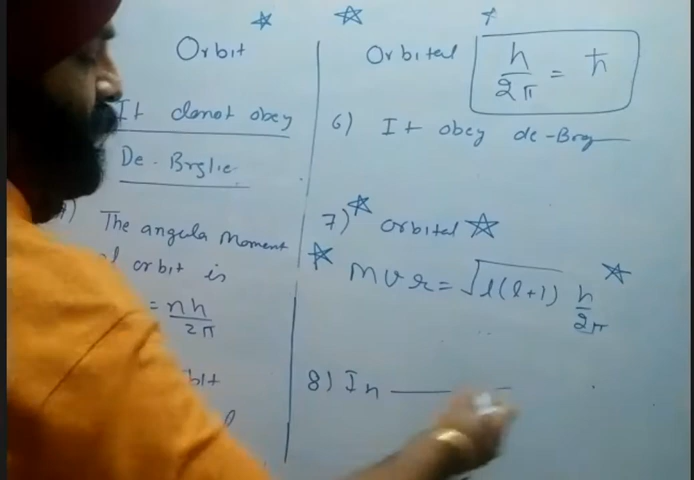 Orbit
It donot obey
De. Brglie
The angula moment
orbit is
= nh/2π
Orbital
h/2π = ħ
6) It obey de-Brog
7) orbital
mvr = √l(l+1) h/2π
8) In